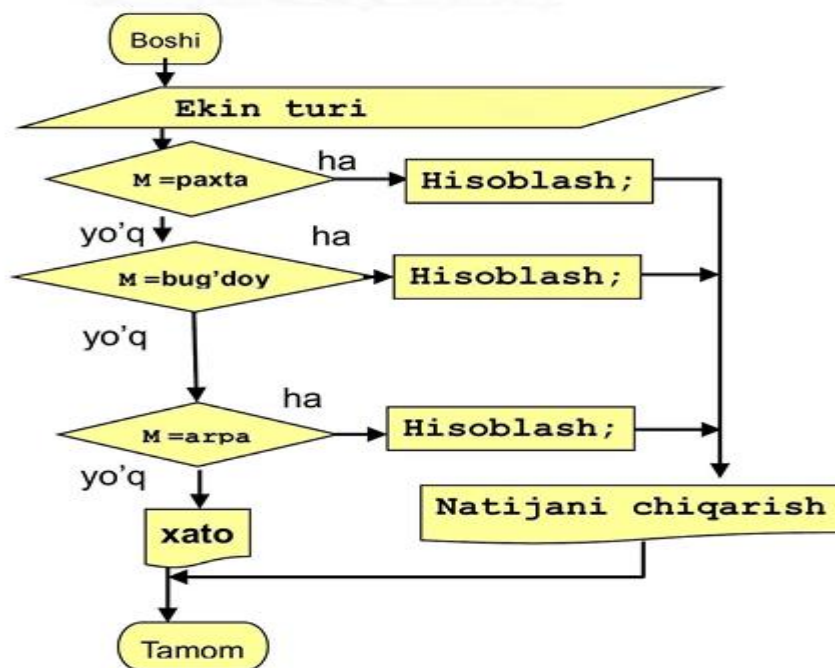 Boshi
Ekin turi
M =paxta
ha
Hisoblash;
yo'q
ha
M =bug'doy
Hisoblash;
yo'q
ha
M =arpa
Hisoblash;
yo'q
Natijani chiqarish
xato
Tamom